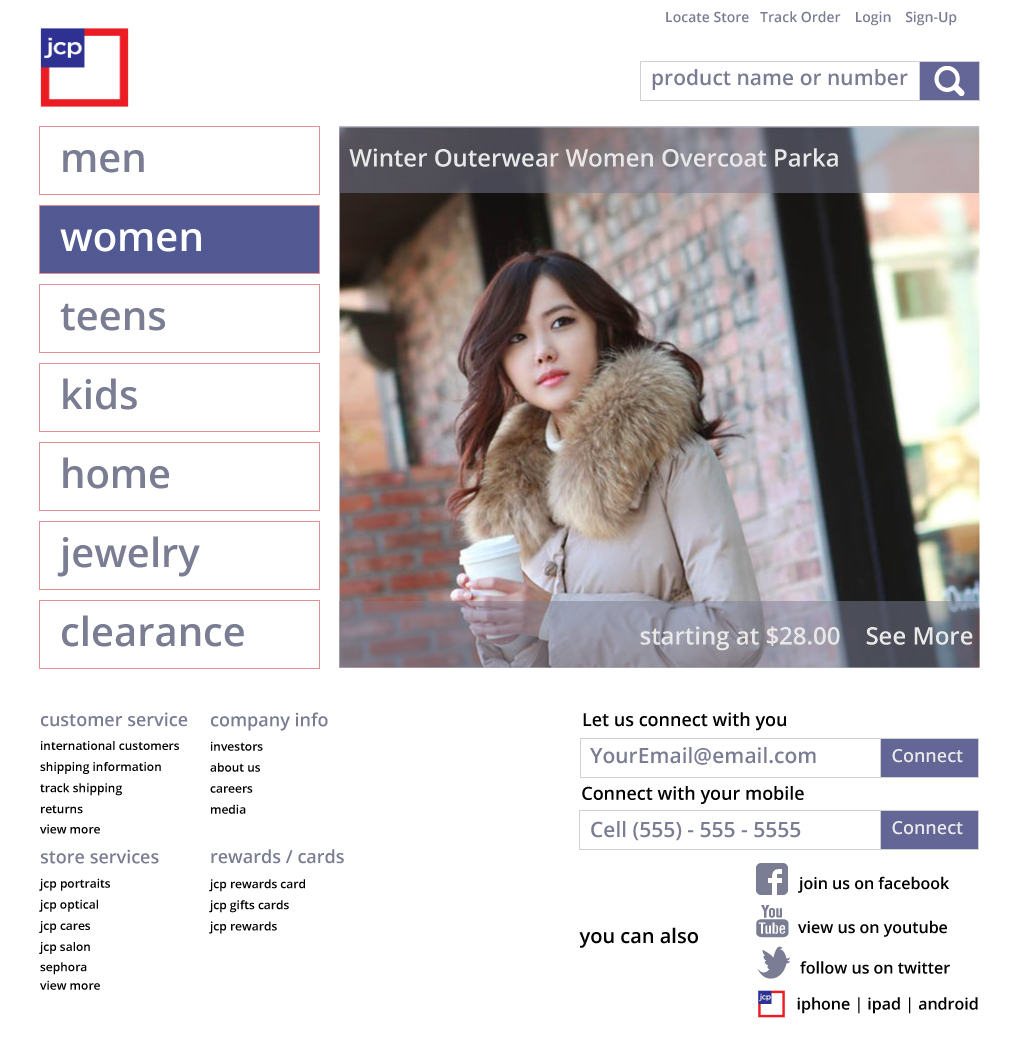 Locate Store Track Order Login Sign-Up
jcp
product name or number
men
women
teens
kids
home
jewelry
clearance
Winter Outerwear Women Overcoat Parka
starting at $28.00 See More
customer service
international customers
shipping information
track shipping
returns
view more
company info
investors
about us
careers
media
store services
jcp portraits
jcp optical
jcp cares
jcp salon
sephora
view more
rewards / cards
jcp rewards card
jcp gifts cards
jcp rewards
Let us connect with you
YourEmail@email.com Connect
Connect with your mobile
Cell (555) - 555 - 5555 Connect
you can also
f join us on facebook
You
Tube view us on youtube
follow us on twitter
jcp iphone | ipad | android